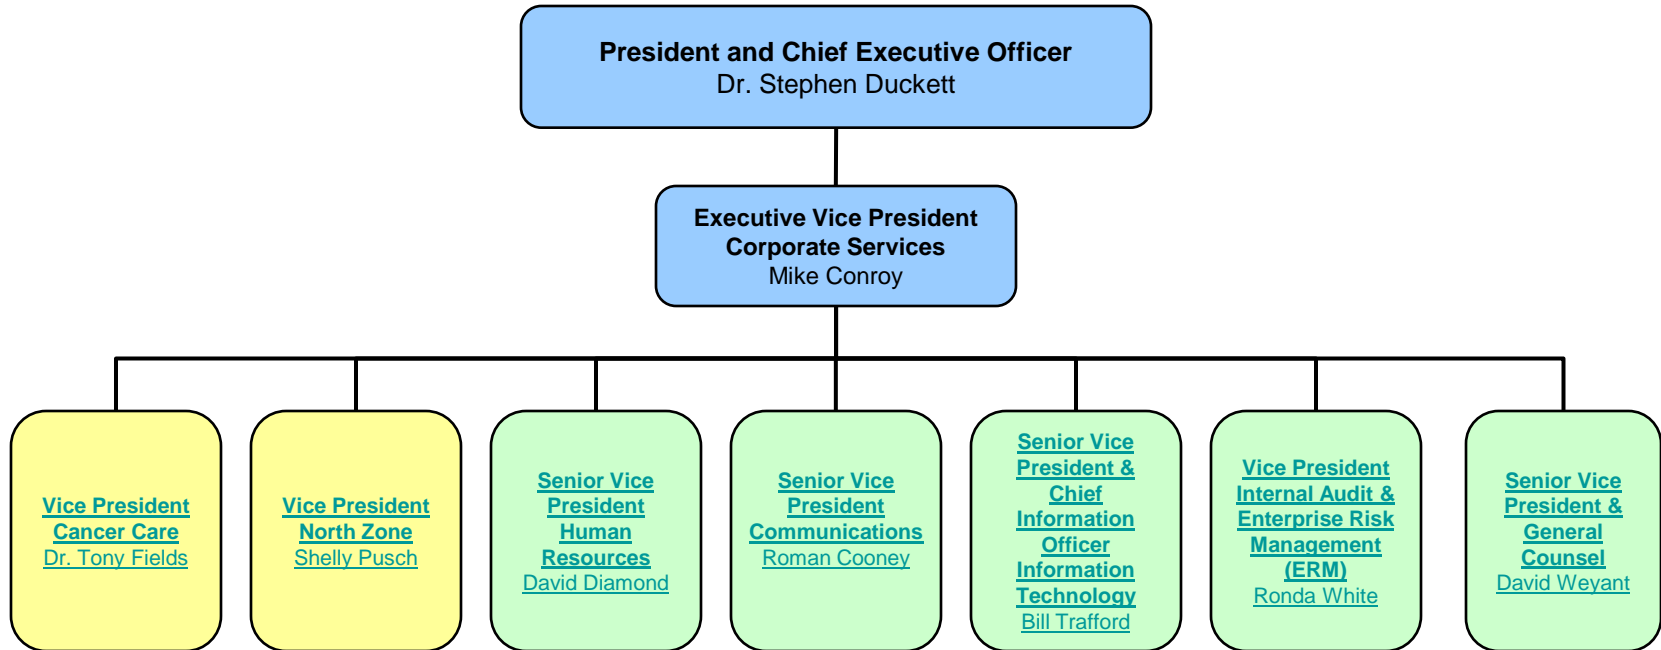 President and Chief Executive Officer
Dr. Stephen Duckett
Executive Vice President
Corporate Services
Mike Conroy
Vice President
Cancer Care
Dr. Tony Fields
Vice President
North Zone
Shelly Pusch
Senior Vice
President
Human
Resources
David Diamond
Senior Vice
President
Communications
Roman Cooney
Senior Vice
President &
Chief
Information
Officer
Information
Technology
Bill Trafford
Vice President
Internal Audit &
Enterprise Risk
Management
(ERM)
Ronda White
Senior Vice
President &
General
Counsel
David Weyant